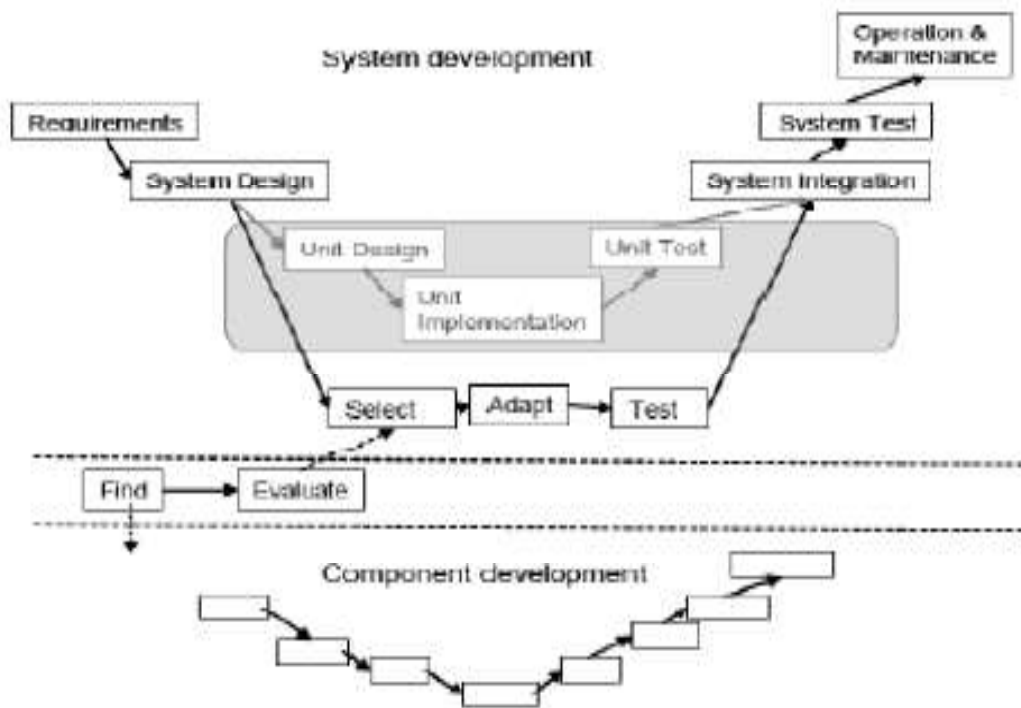 System development
Operation &
Maintenance
Requirements
System Test
System Design
System Integration
Unit Design
Unit Test
Unit
Implementation
Select
Adapt
Test
Find
Evaluate
Component development